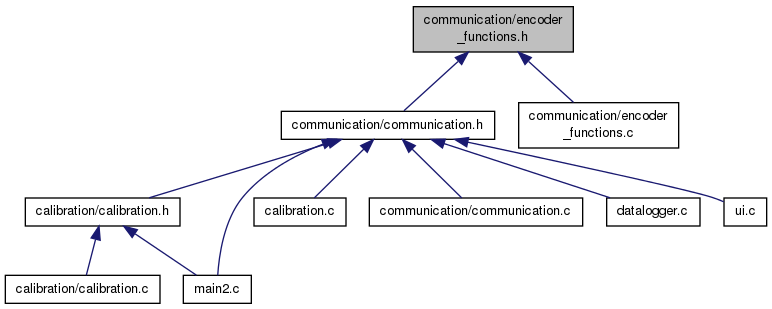 communication/encoder
_functions.h
communication/communication.h
communication/encoder
_functions.c
calibration/calibration.h
calibration.c
communication/communication.c
datalogger.c
ui.c
calibration/calibration.c
main2.c